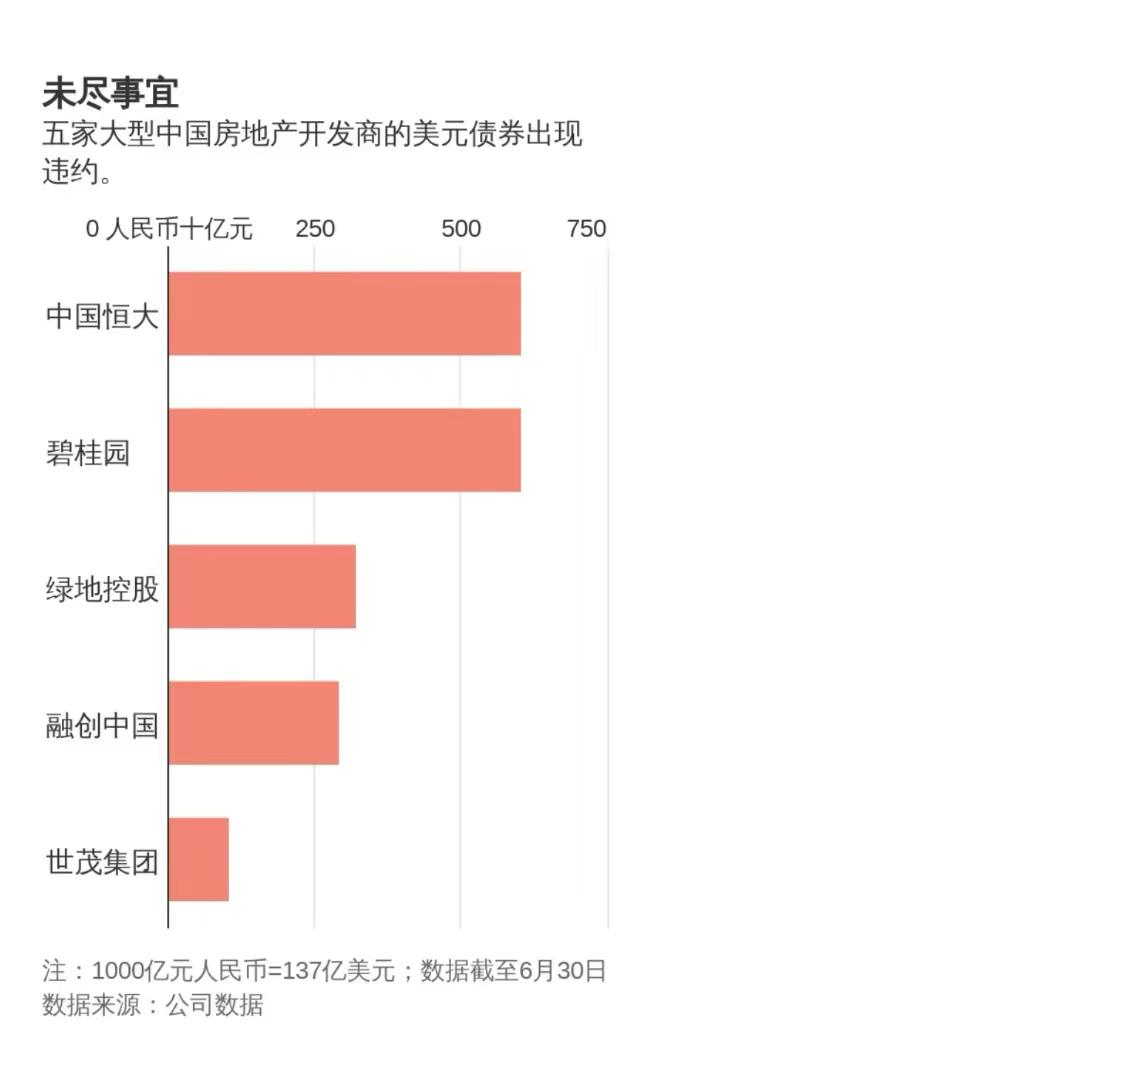 未尽事宜
五家大型中国房地产开发商的美元债券出现
违约。
0 人民币十亿元 250 500 750
中国恒大
碧桂园
绿地控股
融创中国
世茂集团
注：1000亿元人民币=137亿美元；数据截至6月30日
数据来源：公司数据